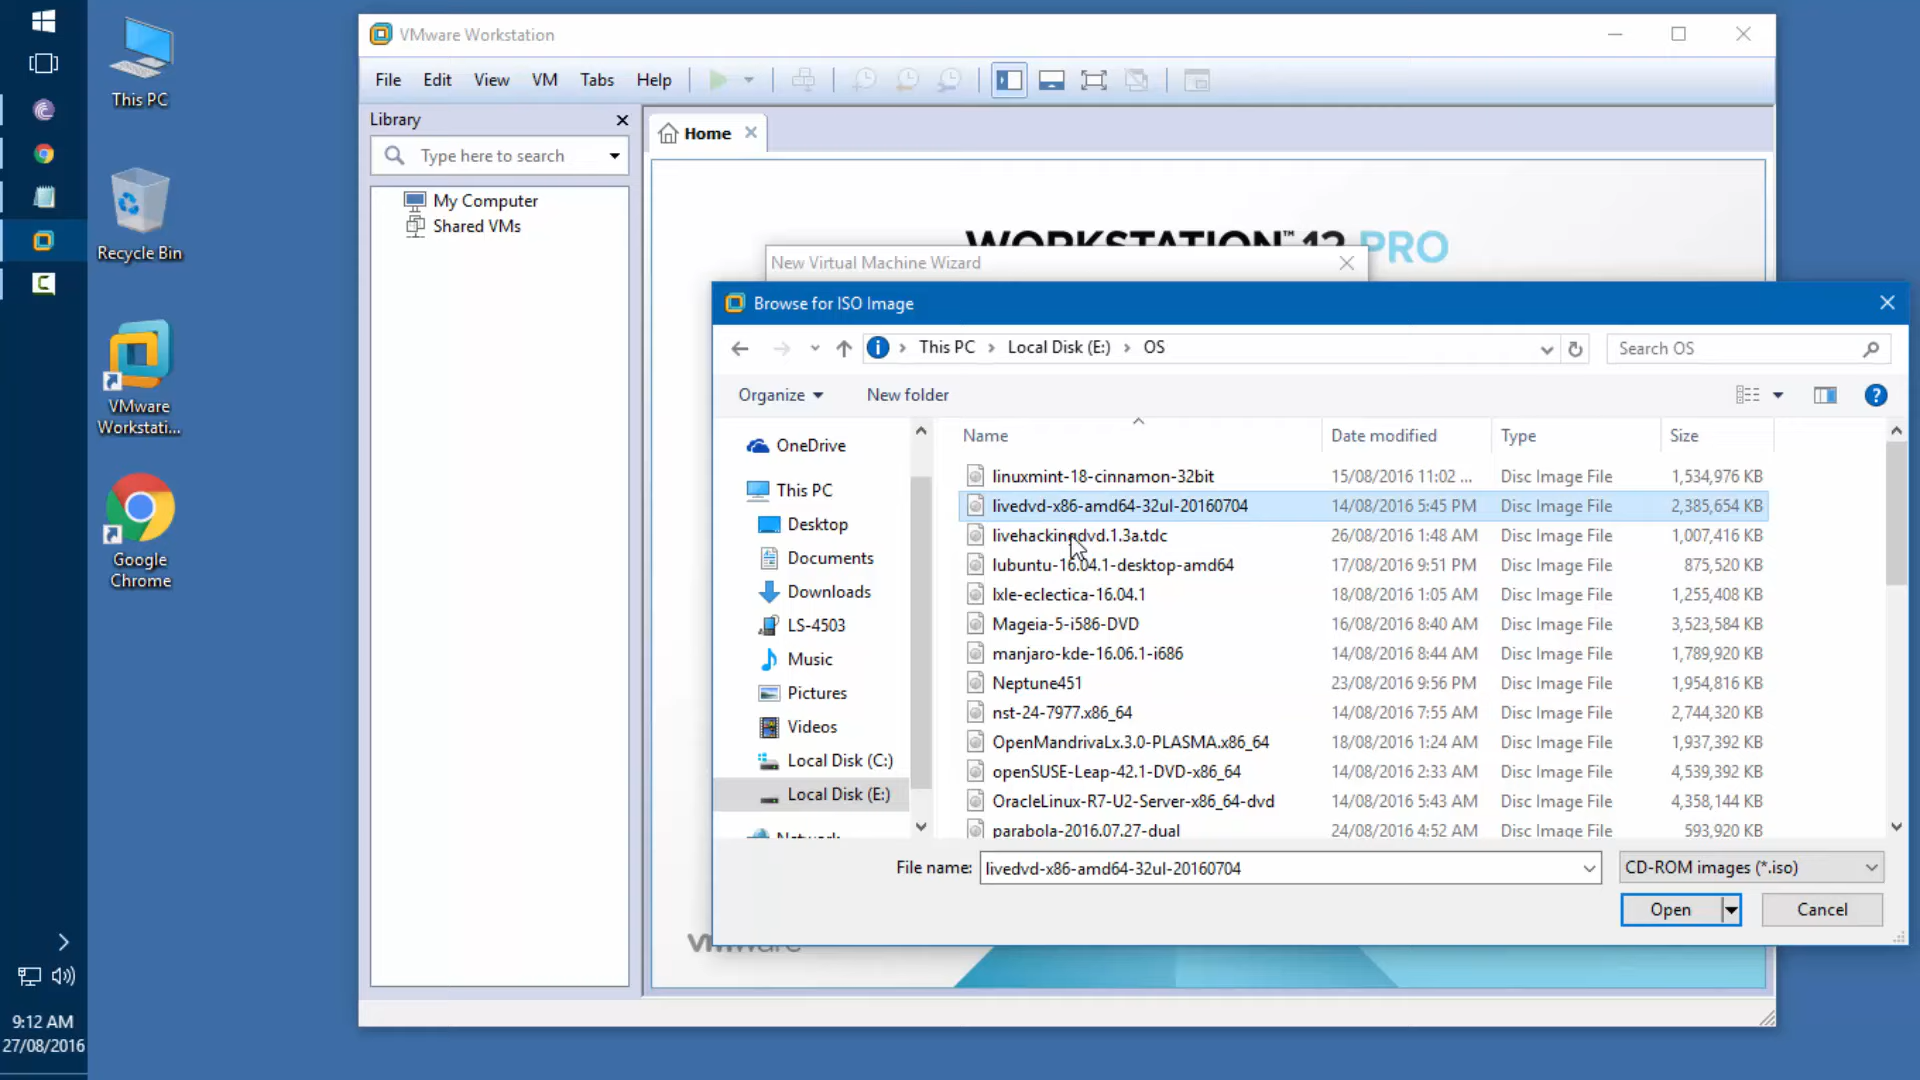 This PC
Recycle Bin
VMware
Workstati...
Google
Chrome
9:12 AM
27/08/2016
VMware Workstation
File Edit View VM Tabs Help
Library
Type here to search
My Computer
Shared VMs
Home
WORKSTATION™ 12 PRO
New Virtual Machine Wizard
Browse for ISO Image
This PC › Local Disk (E:) › OS
Search OS
Organize New folder
OneDrive
This PC
Desktop
Documents
Downloads
LS-4503
Music
Pictures
Videos
Local Disk (C:)
Local Disk (E:)
Network
Name Date modified Type Size
linuxmint-18-cinnamon-32bit 15/08/2016 11:02 ... Disc Image File 1,534,976 KB
livedvd-x86-amd64-32ul-20160704 14/08/2016 5:45 PM Disc Image File 2,385,654 KB
livehackingdvd.1.3a.tdc 26/08/2016 1:48 AM Disc Image File 1,007,416 KB
lubuntu-16.04.1-desktop-amd64 17/08/2016 9:51 PM Disc Image File 875,520 KB
lxle-eclectica-16.04.1 18/08/2016 1:05 AM Disc Image File 1,255,408 KB
Mageia-5-i586-DVD 16/08/2016 8:40 AM Disc Image File 3,523,584 KB
manjaro-kde-16.06.1-i686 14/08/2016 8:44 AM Disc Image File 1,789,920 KB
Neptune451 23/08/2016 9:56 PM Disc Image File 1,954,816 KB
nst-24-7977.x86_64 14/08/2016 7:55 AM Disc Image File 2,744,320 KB
OpenMandrivaLx.3.0-PLASMA.x86_64 18/08/2016 1:24 AM Disc Image File 1,937,392 KB
openSUSE-Leap-42.1-DVD-x86_64 14/08/2016 2:33 AM Disc Image File 4,539,392 KB
OracleLinux-R7-U2-Server-x86_64-dvd 14/08/2016 5:43 AM Disc Image File 4,358,144 KB
parabola-2016.07.27-dual 24/08/2016 4:52 AM Disc Image File 593,920 KB
File name: livedvd-x86-amd64-32ul-20160704
CD-ROM images (*.iso)
Open Cancel
vmware